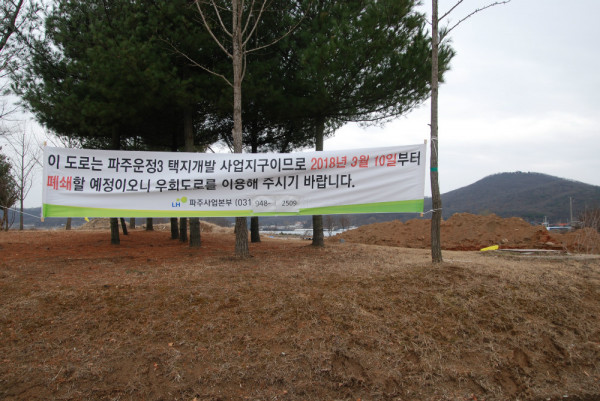 이 도로는 파주운정3 택지개발 사업지구이므로 2018년 3월 10일부터
폐쇄할 예정이오니 우회도로를 이용해 주시기 바랍니다.
LH 파주사업본부 (031 948- 2509